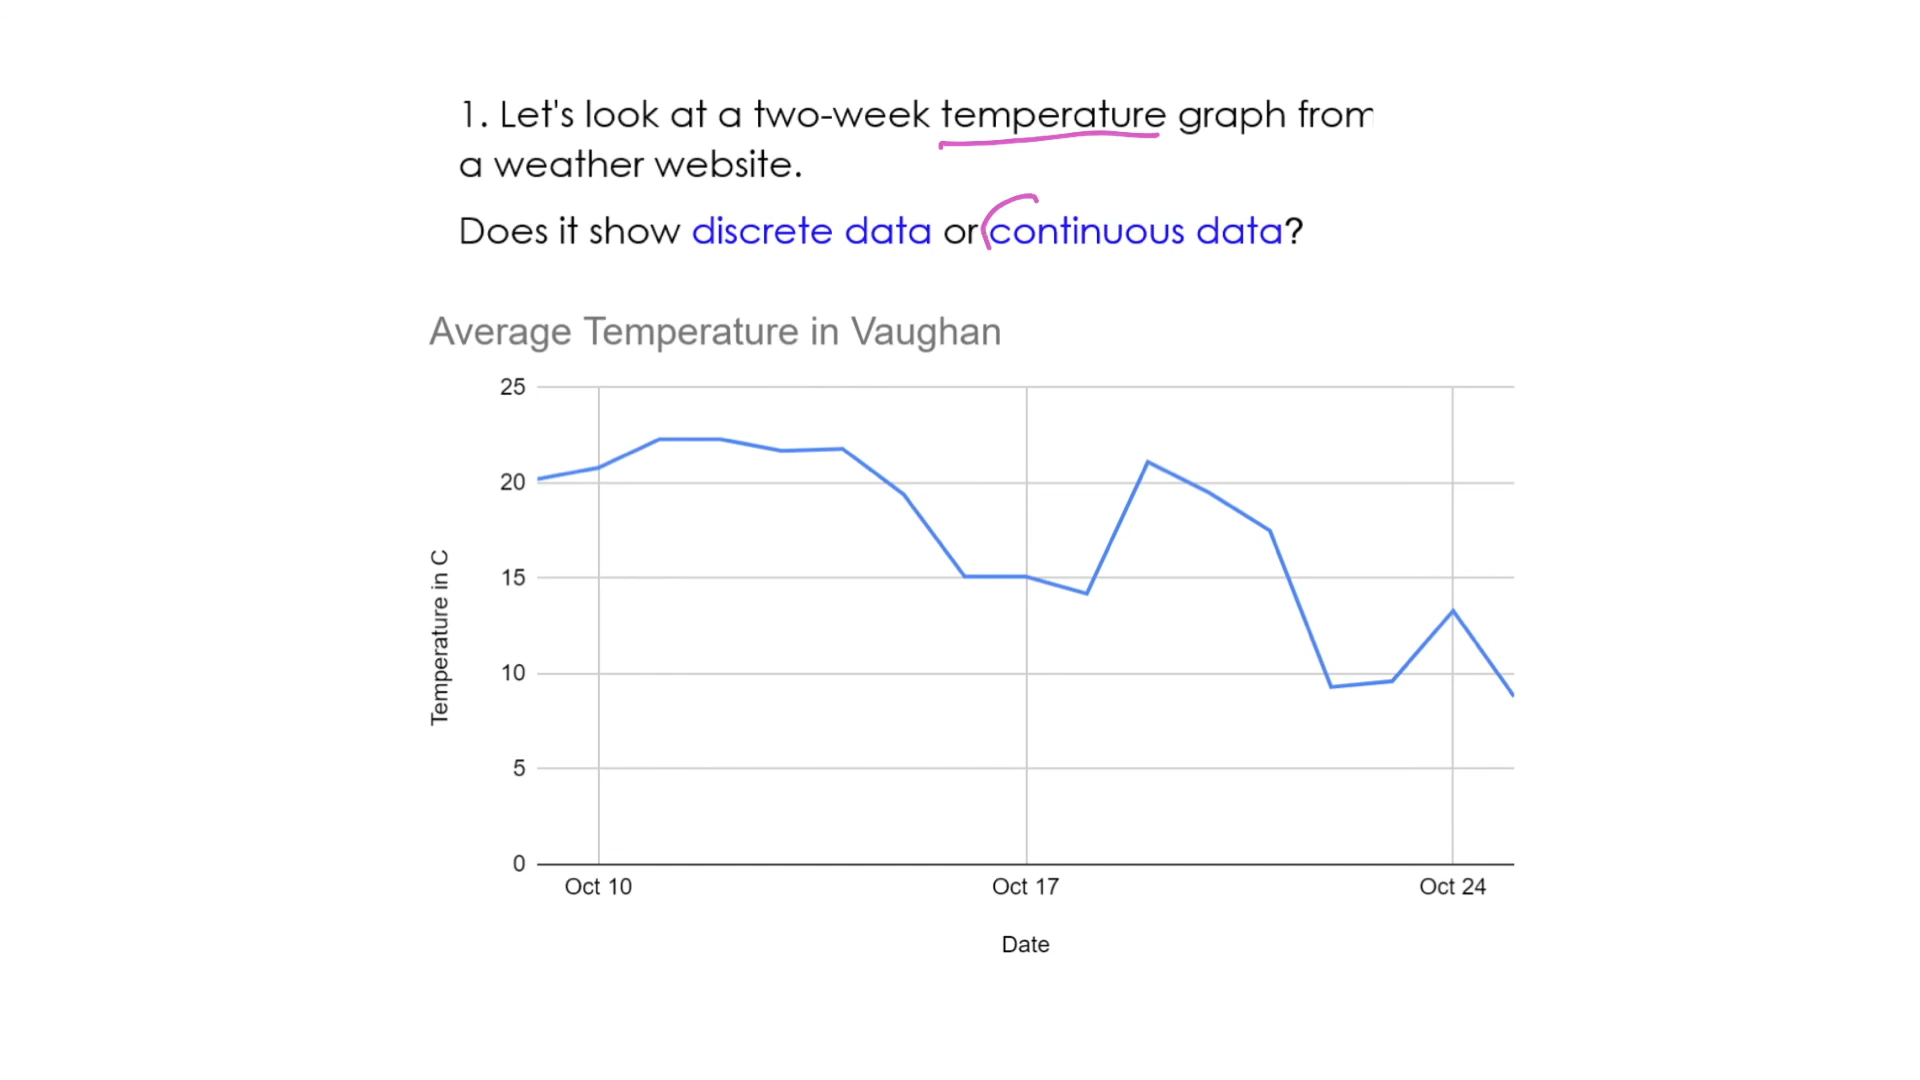 1. Let's look at a two-week temperature graph from
a weather website.
Does it show discrete data or continuous data?
Average Temperature in Vaughan
25
20
15
10
5
0
Temperature in C
Oct 10 Oct 17 Oct 24
Date